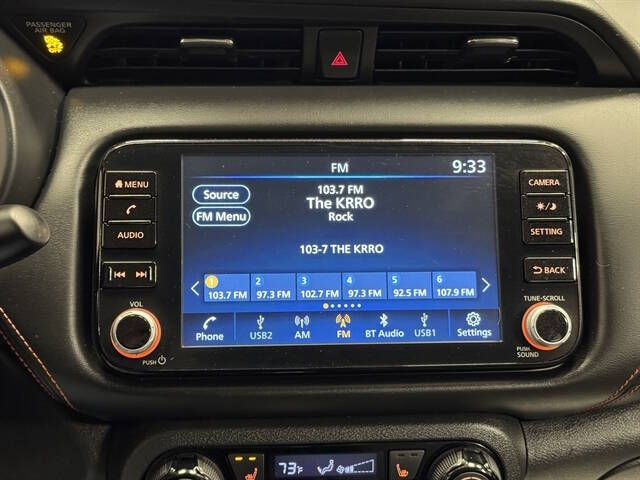 PASSENGER
AIR BAG
FM 9:33
MENU
Source
103.7 FM
The KRRO
Rock
FM Menu
AUDIO
103-7 THE KRRO
1 2 3 4 5 6
103.7 FM 97.3 FM 102.7 FM 97.3 FM 92.5 FM 107.9 FM
Phone USB2 AM FM BT Audio USB1 Settings
VOL
PUSH
CAMERA
SETTING
BACK
TUNE·SCROLL
PUSH
SOUND
73°F